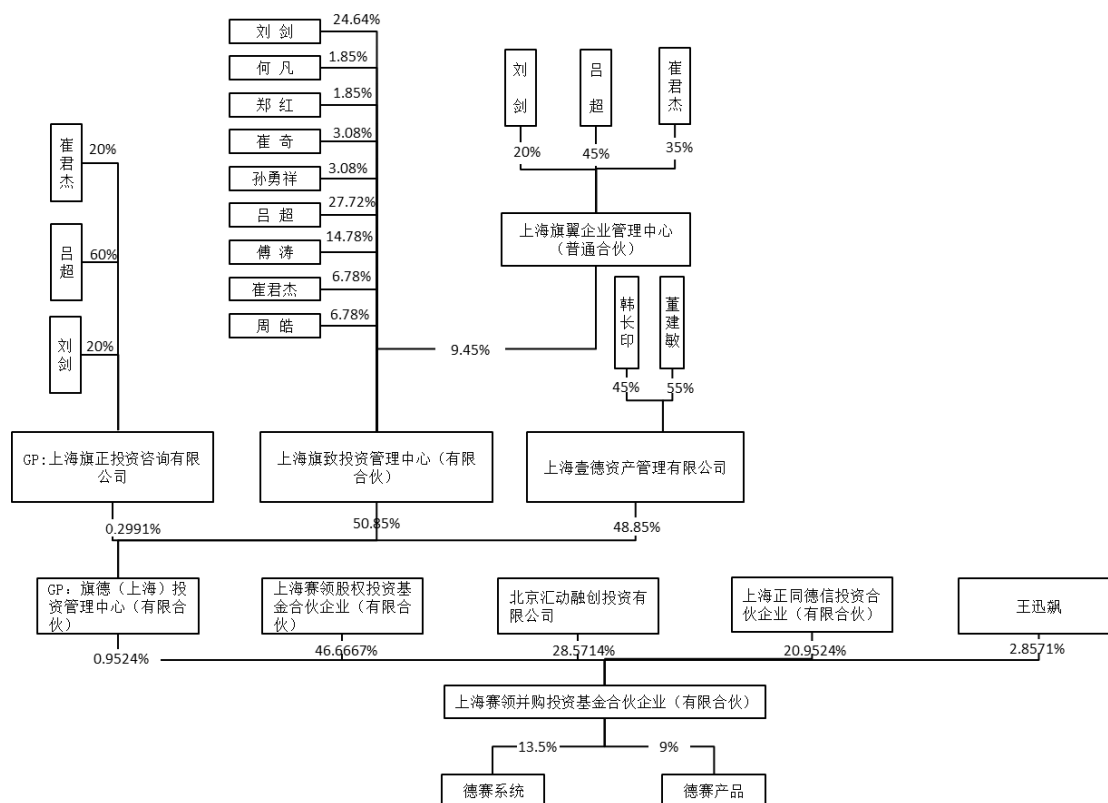 刘 剑
24.64%
何 凡
1.85%
郑 红
1.85%
崔 奇
3.08%
孙勇祥
3.08%
吕 超
27.72%
傅 涛
14.78%
崔君杰
6.78%
周 皓
6.78%
刘 剑
20%
吕 超
45%
崔君杰
35%
崔君杰
20%
吕超
60%
刘剑
20%
上海旗翼企业管理中心
（普通合伙）
9.45%
韩长印
45%
董建敏
55%
GP:上海旗正投资咨询有限
公司
上海旗致投资管理中心（有限
合伙）
上海壹德资产管理有限公司
0.2991%
50.85%
48.85%
GP：旗德（上海）投
资管理中心（有限合
伙）
上海赛领股权投资基
金合伙企业（有限合
伙）
北京汇动融创投资有
限公司
上海正同德信投资合
伙企业（有限合伙）
王迅飙
0.9524%
46.6667%
28.5714%
20.9524%
2.8571%
上海赛领并购投资基金合伙企业（有限合伙）
13.5%
9%
德赛系统
德赛产品